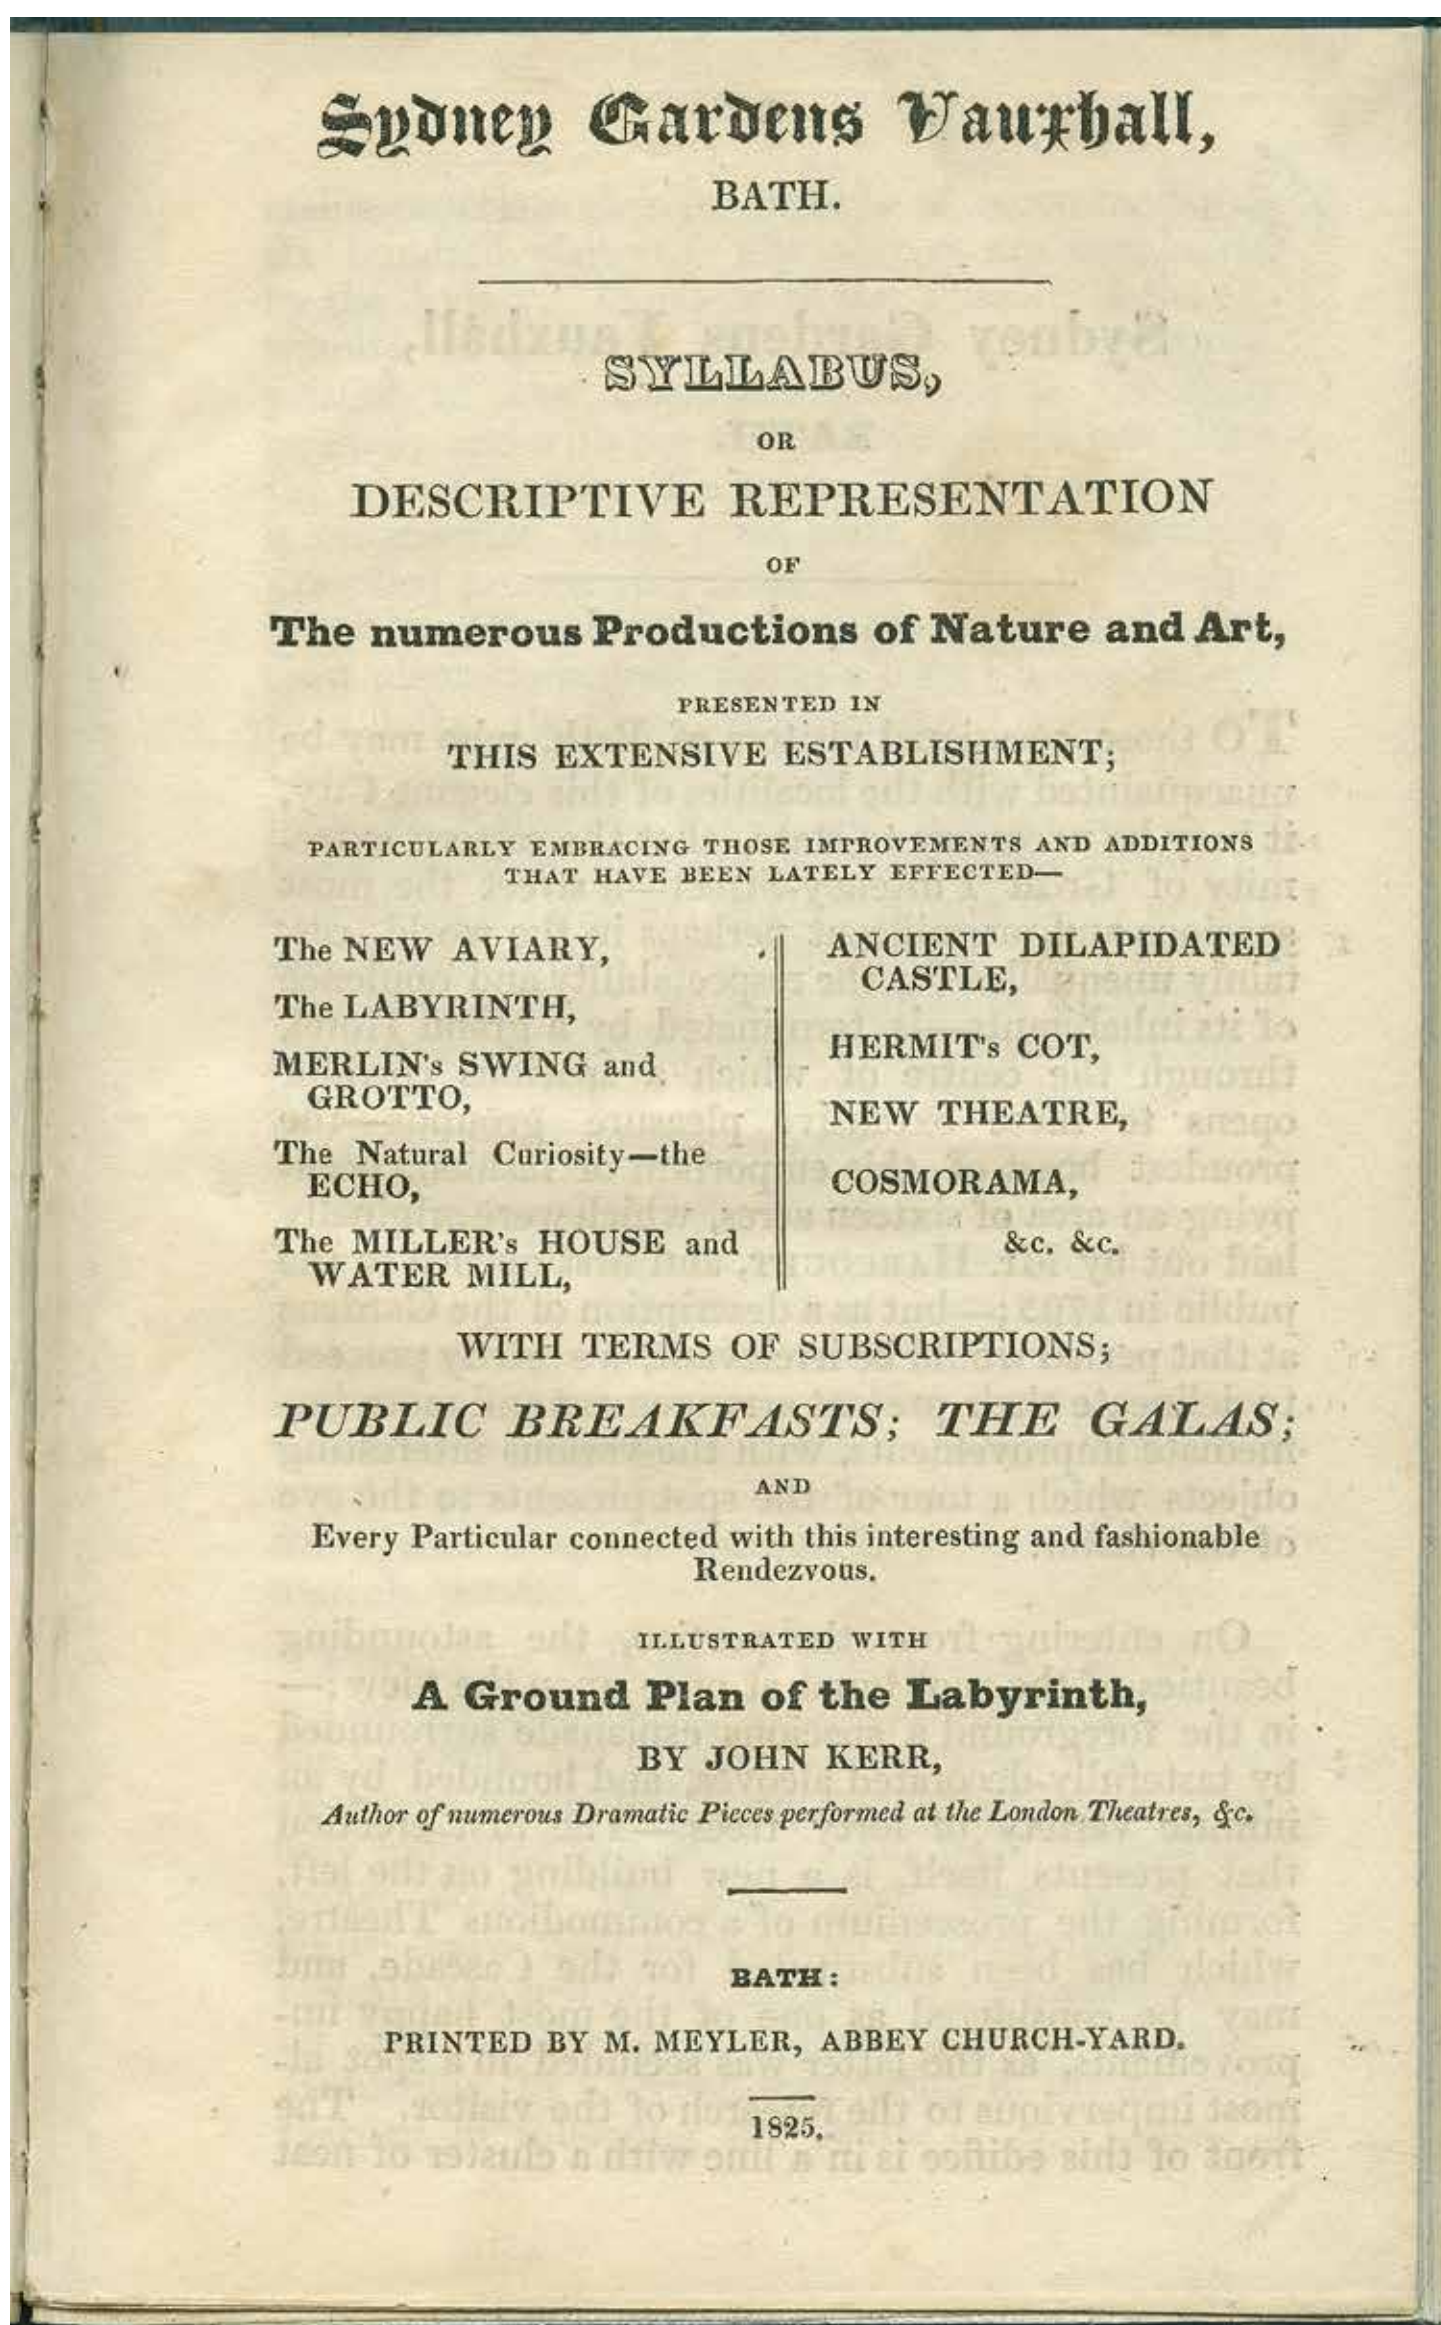 Sydney Gardens Vauxhall,
BATH.
SYLLABUS,
OR
DESCRIPTIVE REPRESENTATION
OF
The numerous Productions of Nature and Art,
PRESENTED IN
THIS EXTENSIVE ESTABLISHMENT;
PARTICULARLY EMBRACING THOSE IMPROVEMENTS AND ADDITIONS
THAT HAVE BEEN LATELY EFFECTED—
The NEW AVIARY,
The LABYRINTH,
MERLIN's SWING and
GROTTO,
The Natural Curiosity—the
ECHO,
The MILLER's HOUSE and
WATER MILL,
ANCIENT DILAPIDATED
CASTLE,
HERMIT's COT,
NEW THEATRE,
COSMORAMA,
&c. &c.
WITH TERMS OF SUBSCRIPTIONS;
PUBLIC BREAKFASTS; THE GALAS;
AND
Every Particular connected with this interesting and fashionable
Rendezvous.
ILLUSTRATED WITH
A Ground Plan of the Labyrinth,
BY JOHN KERR,
Author of numerous Dramatic Pieces performed at the London Theatres, &c.
BATH:
PRINTED BY M. MEYLER, ABBEY CHURCH-YARD.
1825.